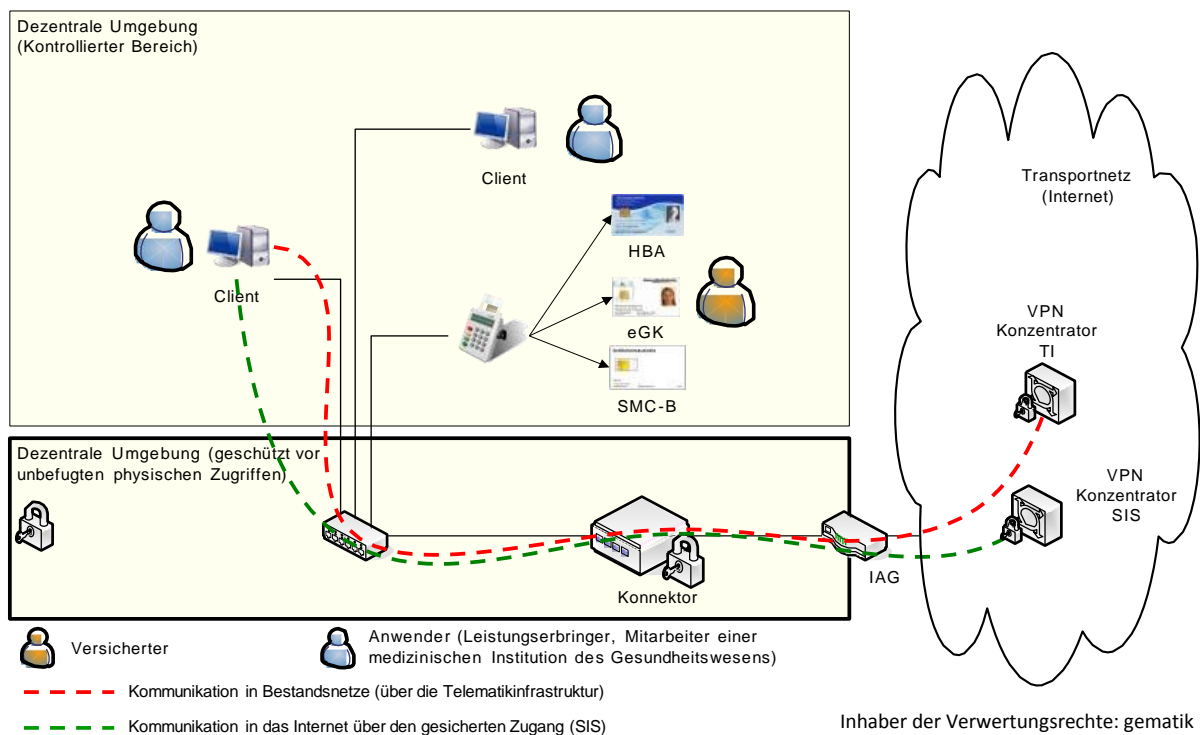 Dezentrale Umgebung
(Kontrollierter Bereich)
Client
Client
HBA
eGK
SMC-B
Transportnetz
(Internet)
VPN
Konzentrator
TI
VPN
Konzentrator
SIS
Dezentrale Umgebung (geschützt vor
unbefugten physischen Zugriffen)
Konnektor
IAG
Versicherter
Anwender (Leistungserbringer, Mitarbeiter einer
medizinischen Institution des Gesundheitswesens)
Kommunikation in Bestandsnetze (über die Telematikinfrastruktur)
Kommunikation in das Internet über den gesicherten Zugang (SIS)
Inhaber der Verwertungsrechte: gematik